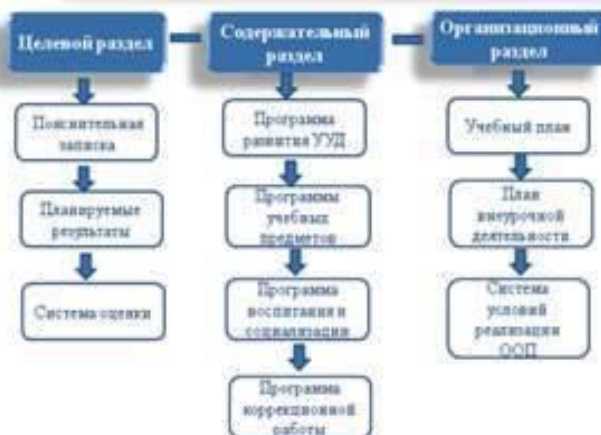 Целевой раздел
Пояснительная
записка
Планируемые
результаты
Система оценки
Содержательный
раздел
Программа
развития УУД
Программы
учебных
предметов
Программа
воспитания и
социализации
Программа
коррекционной
работы
Организационный
раздел
Учебный план
План
внеурочной
деятельности
Система
условий
реализации
ООП